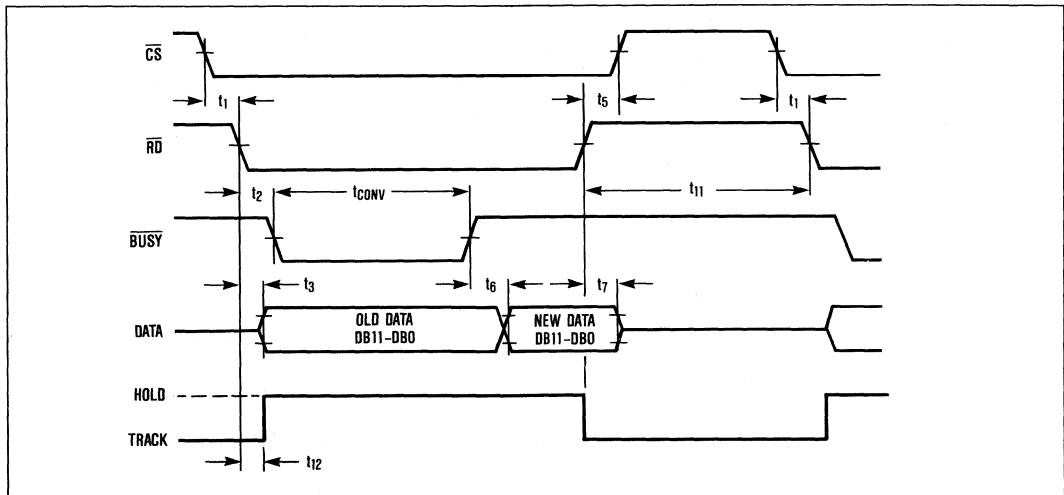 CS
t1
t5
t1
RD
t2
tCONV
t11
BUSY
t3
t6
t7
DATA
OLD DATA
DB11-DB0
NEW DATA
DB11-DB0
HOLD
TRACK
t12